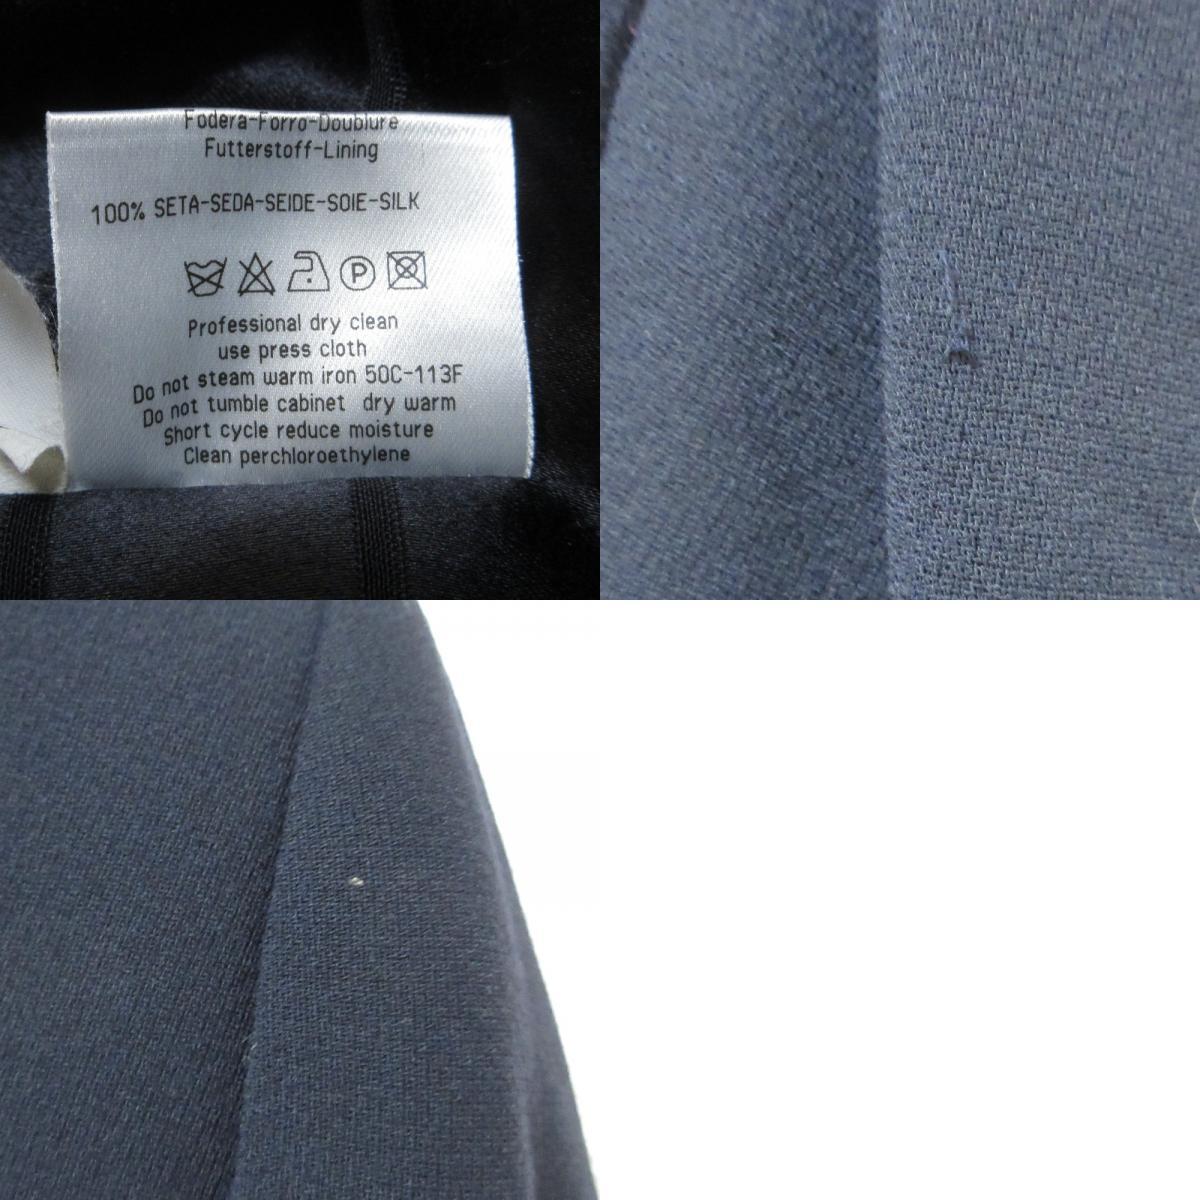 Fodera-Forro-Doublure
Futterstoff-Lining
100% SETA-SEDA-SEIDE-SOIE-SILK
P
Professional dry clean
use press cloth
Do not steam warm iron 50C-113F
Do not tumble cabinet dry warm
Short cycle reduce moisture
Clean perchloroethylene